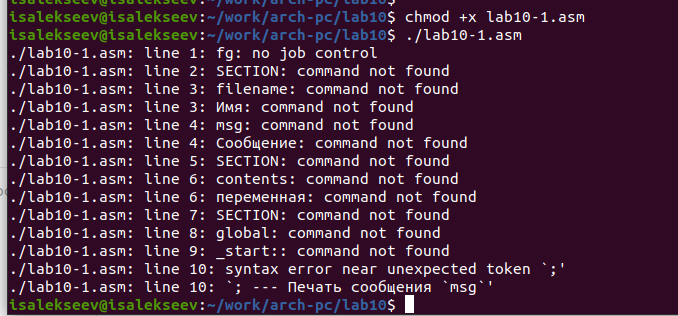 isalekseev@isalekseev:~/work/arch-pc/lab10$ chmod +x lab10-1.asm
isalekseev@isalekseev:~/work/arch-pc/lab10$ ./lab10-1.asm
./lab10-1.asm: line 1: fg: no job control
./lab10-1.asm: line 2: SECTION: command not found
./lab10-1.asm: line 3: filename: command not found
./lab10-1.asm: line 3: Имя: command not found
./lab10-1.asm: line 4: msg: command not found
./lab10-1.asm: line 4: Сообщение: command not found
./lab10-1.asm: line 5: SECTION: command not found
./lab10-1.asm: line 6: contents: command not found
./lab10-1.asm: line 6: переменная: command not found
./lab10-1.asm: line 7: SECTION: command not found
./lab10-1.asm: line 8: global: command not found
./lab10-1.asm: line 9: _start:: command not found
./lab10-1.asm: line 10: syntax error near unexpected token `;'
./lab10-1.asm: line 10: `; --- Печать сообщения `msg`'
isalekseev@isalekseev:~/work/arch-pc/lab10$